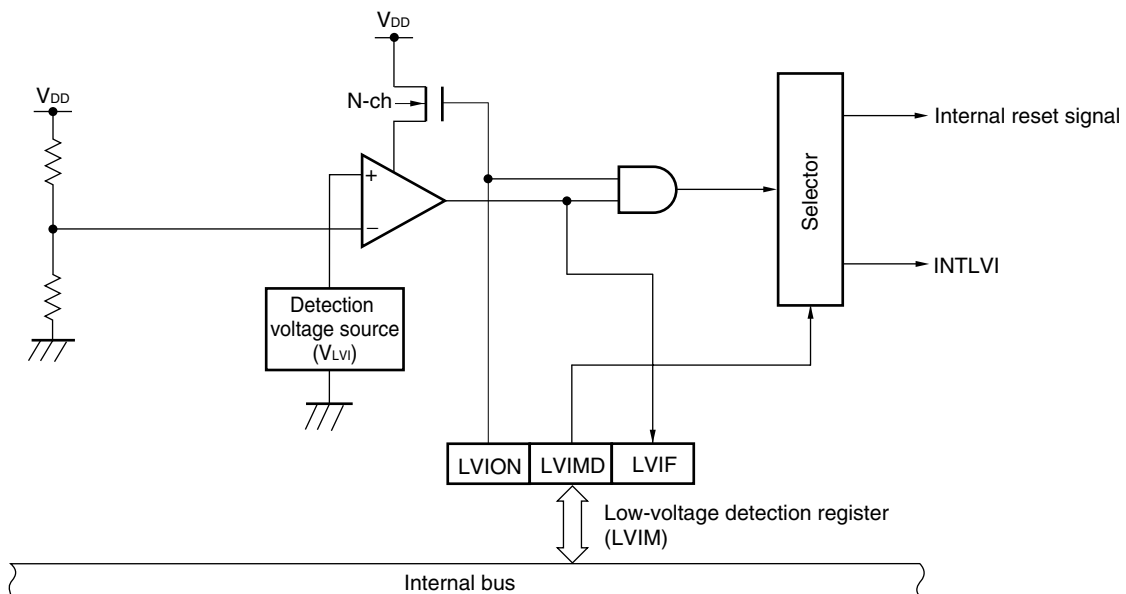 VDD
VDD
N-ch
+
−
Detection
voltage source
(VLVI)
Selector
Internal reset signal
INTLVI
LVION
LVIMD
LVIF
Low-voltage detection register
(LVIM)
Internal bus